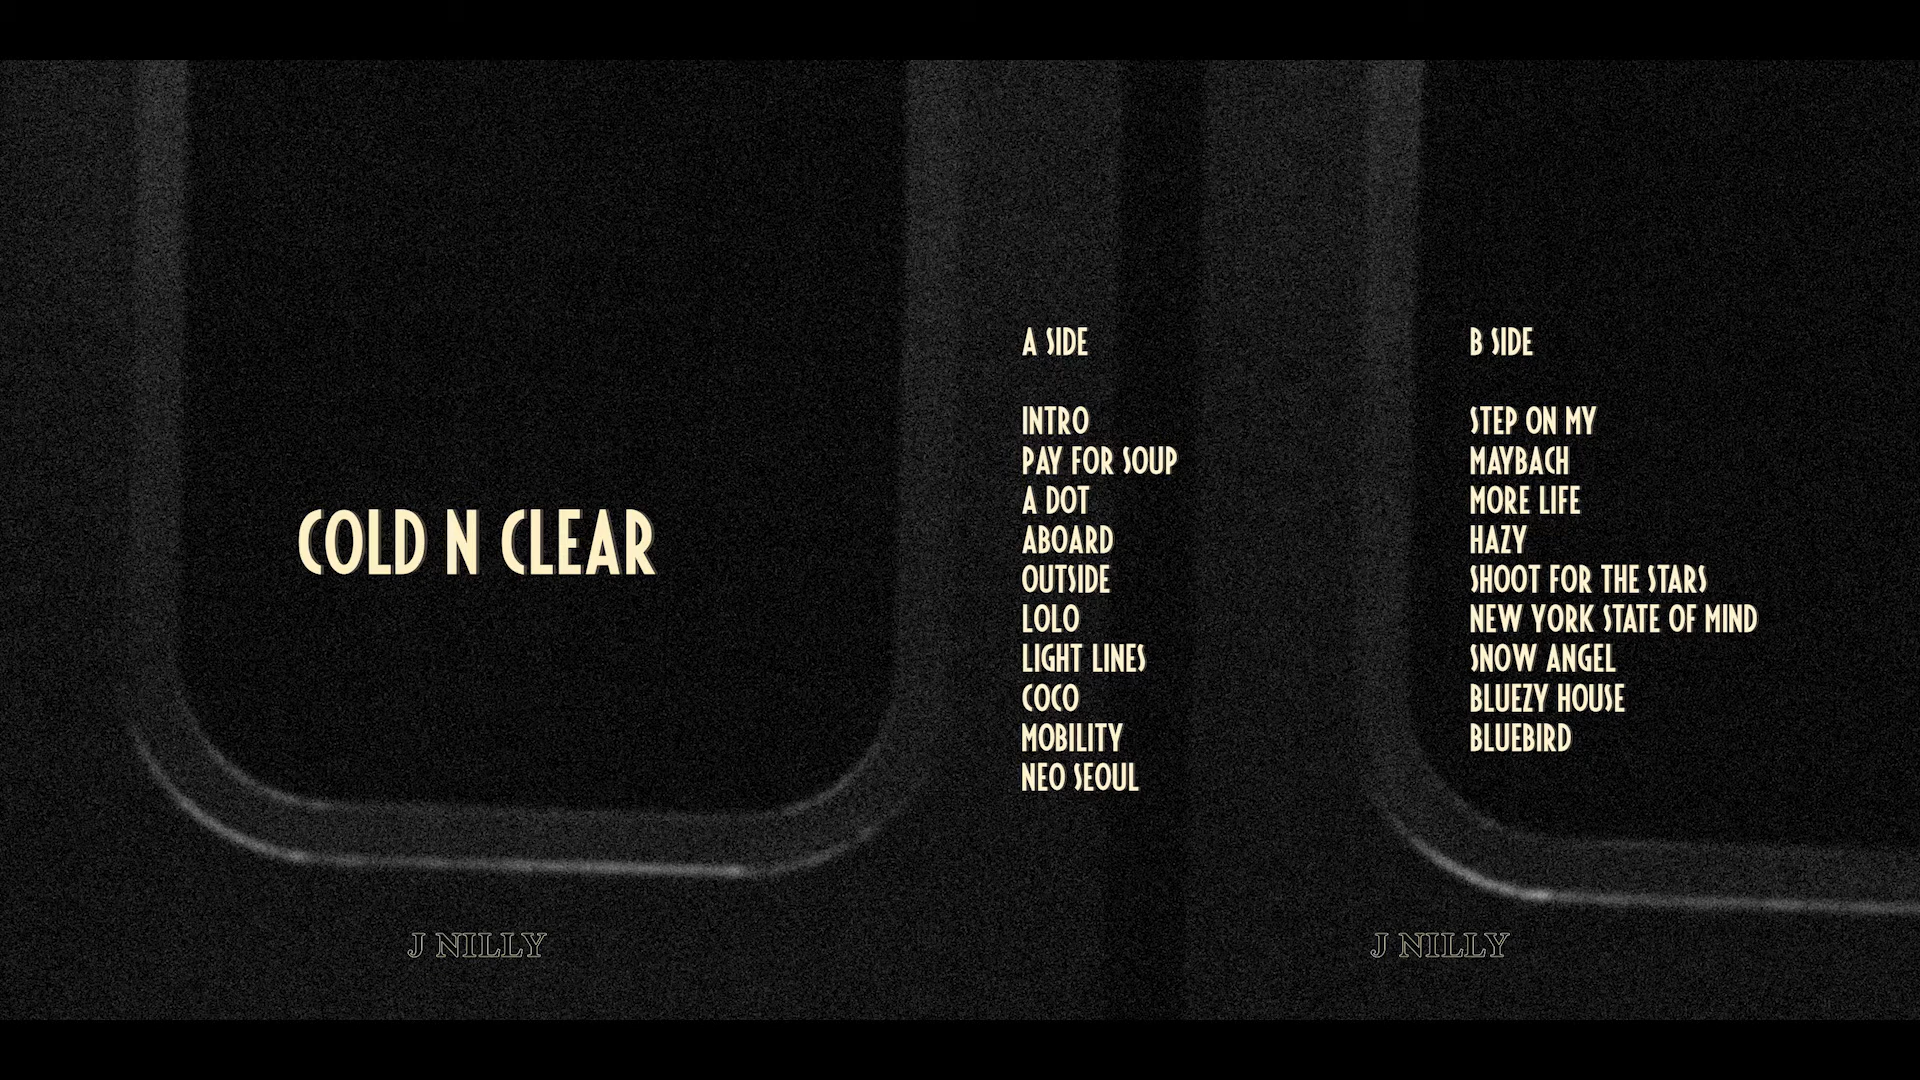 COLD N CLEAR
J NILLY
A SIDE
INTRO
PAY FOR SOUP
A DOT
ABOARD
OUTSIDE
LOLO
LIGHT LINES
COCO
MOBILITY
NEO SEOUL
B SIDE
STEP ON MY
MAYBACH
MORE LIFE
HAZY
SHOOT FOR THE STARS
NEW YORK STATE OF MIND
SNOW ANGEL
BLUEZY HOUSE
BLUEBIRD
J NILLY